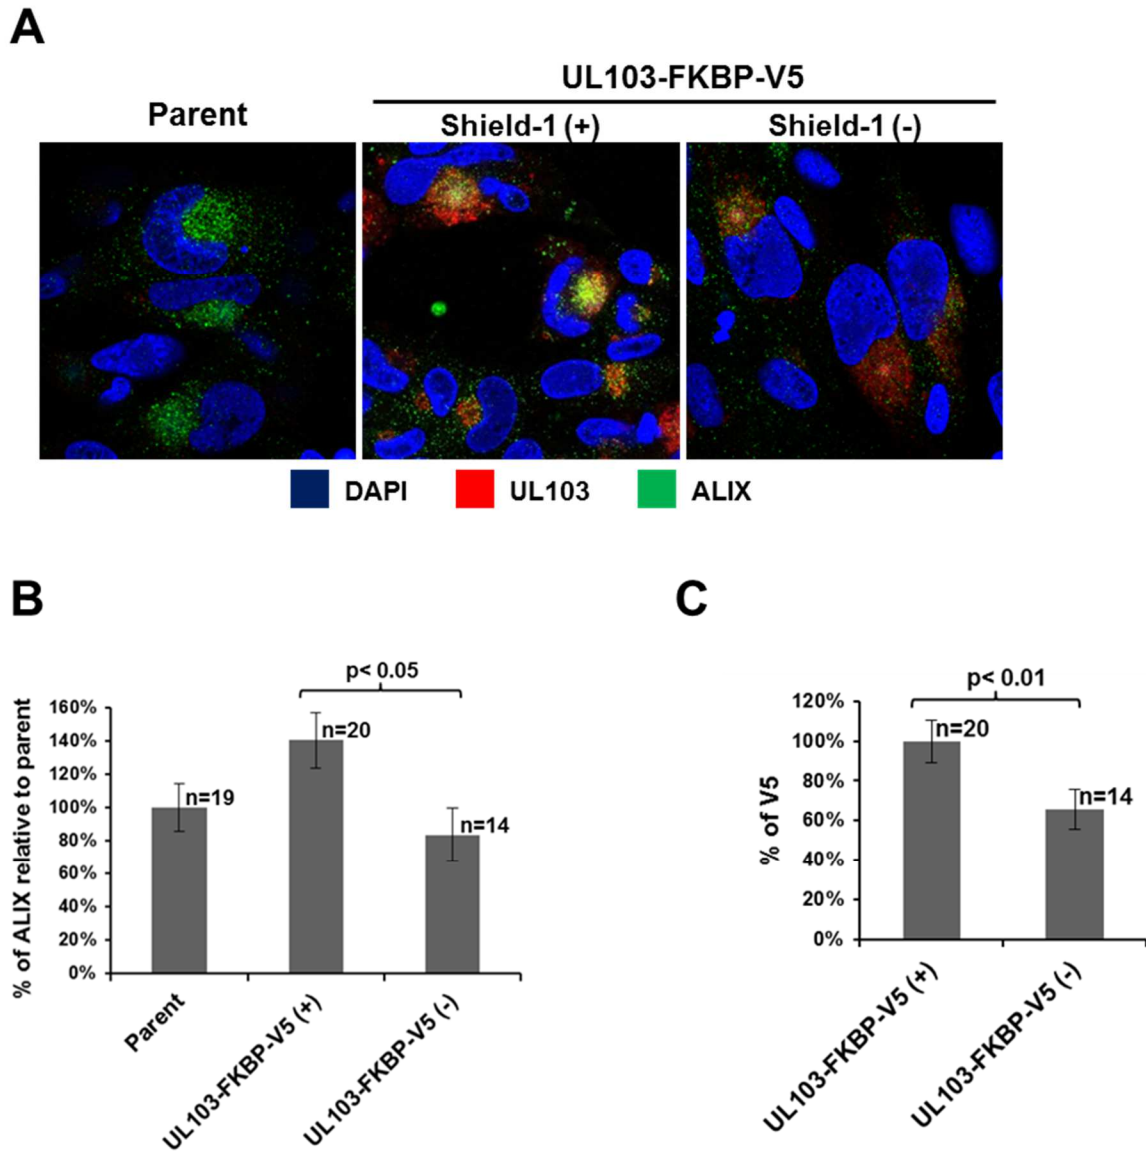 A
UL103-FKBP-V5
Parent
Shield-1 (+)
Shield-1 (-)
DAPI
UL103
ALIX
B
% of ALIX relative to parent
160%
140%
120%
100%
80%
60%
40%
20%
0%
p< 0.05
n=19
n=20
n=14
Parent
UL103-FKBP-V5 (+)
UL103-FKBP-V5 (-)
C
% of V5
120%
100%
80%
60%
40%
20%
0%
p< 0.01
n=20
n=14
UL103-FKBP-V5 (+)
UL103-FKBP-V5 (-)